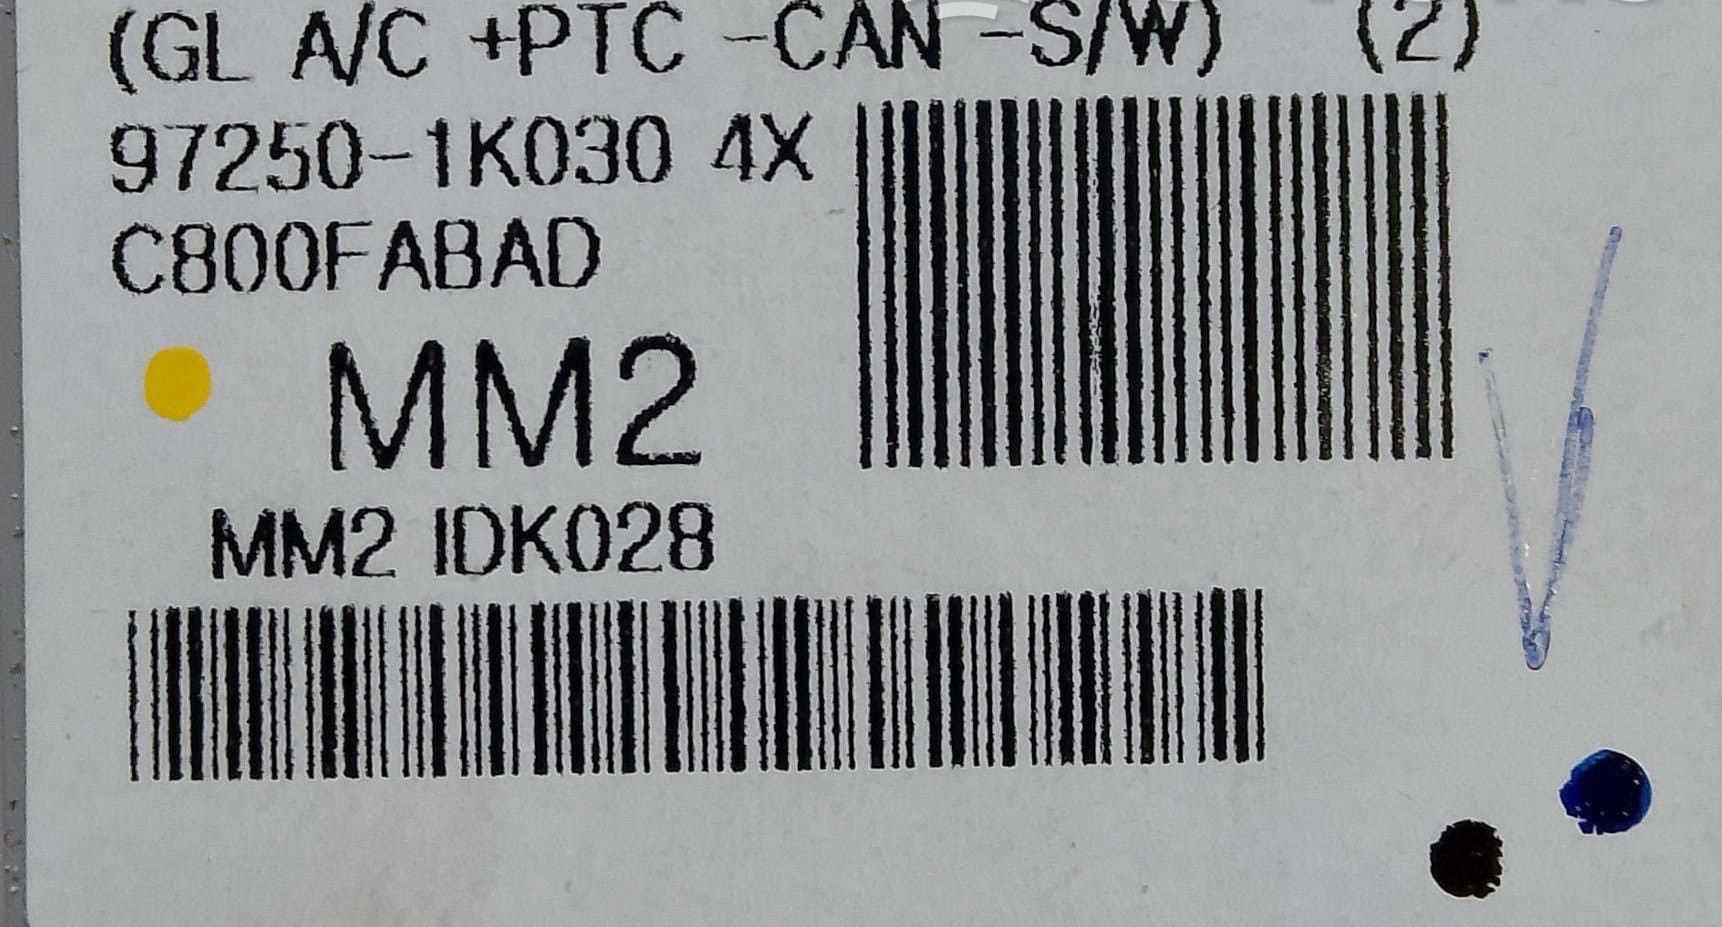 (GL A/C +PTC -CAN -S/W) (2)
97250-1K030 4X
C800FABAD
MM2
MM2 IDK028